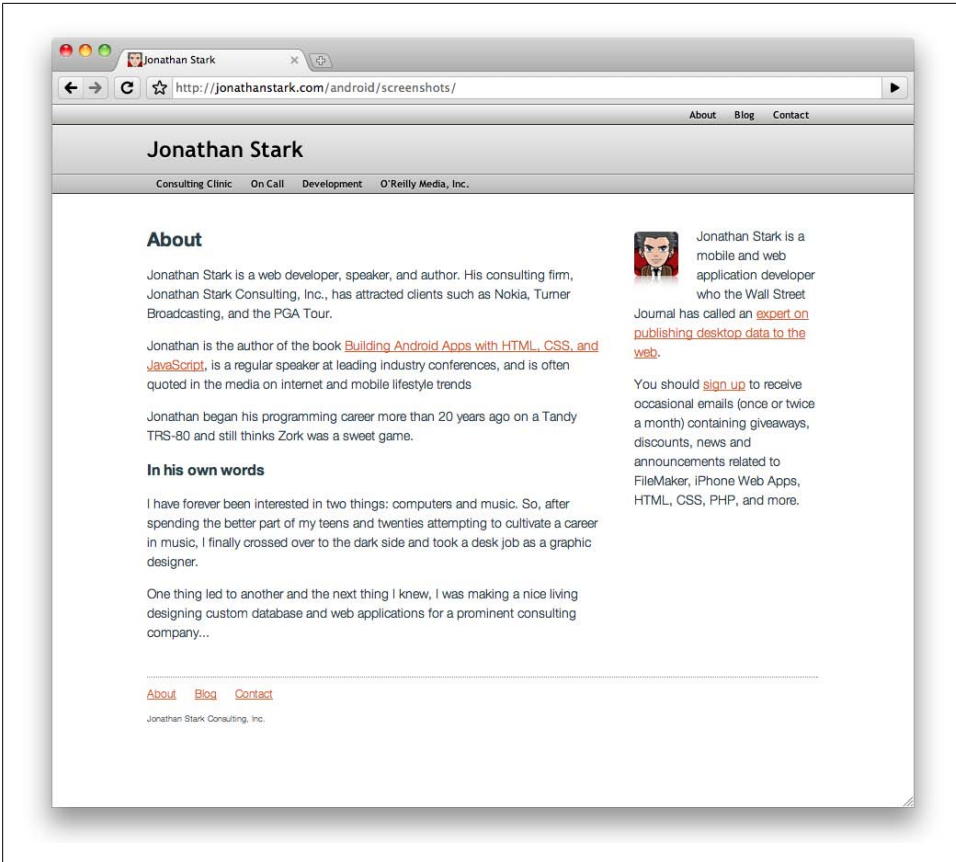 Jonathan Stark
http://jonathanstark.com/android/screenshots/
About Blog Contact
Jonathan Stark
Consulting Clinic On Call Development O'Reilly Media, Inc.
About
Jonathan Stark is a web developer, speaker, and author. His consulting firm,
Jonathan Stark Consulting, Inc., has attracted clients such as Nokia, Turner
Broadcasting, and the PGA Tour.
Jonathan is the author of the book Building Android Apps with HTML, CSS, and
JavaScript, is a regular speaker at leading industry conferences, and is often
quoted in the media on internet and mobile lifestyle trends
Jonathan began his programming career more than 20 years ago on a Tandy
TRS-80 and still thinks Zork was a sweet game.
In his own words
I have forever been interested in two things: computers and music. So, after
spending the better part of my teens and twenties attempting to cultivate a career
in music, I finally crossed over to the dark side and took a desk job as a graphic
designer.
One thing led to another and the next thing I knew, I was making a nice living
designing custom database and web applications for a prominent consulting
company...
Jonathan Stark is a
mobile and web
application developer
who the Wall Street
Journal has called an expert on
publishing desktop data to the
web.
You should sign up to receive
occasional emails (once or twice
a month) containing giveaways,
discounts, news and
announcements related to
FileMaker, iPhone Web Apps,
HTML, CSS, PHP, and more.
About Blog Contact
Jonathan Stark Consulting, Inc.